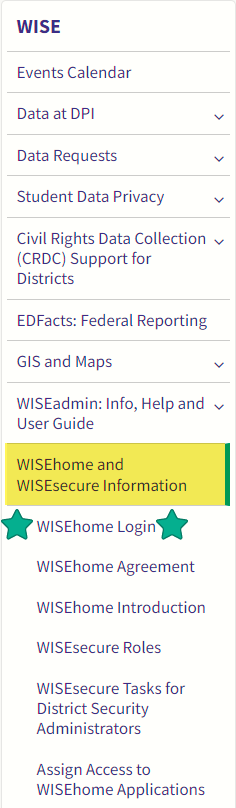 WISE
Events Calendar
Data at DPI
Data Requests
Student Data Privacy
Civil Rights Data Collection
(CRDC) Support for
Districts
EDFacts: Federal Reporting
GIS and Maps
WISEadmin: Info, Help and
User Guide
WISEhome and
WISEsecure Information
WISEhome Login
WISEhome Agreement
WISEhome Introduction
WISEsecure Roles
WISEsecure Tasks for
District Security
Administrators
Assign Access to
WISEhome Applications